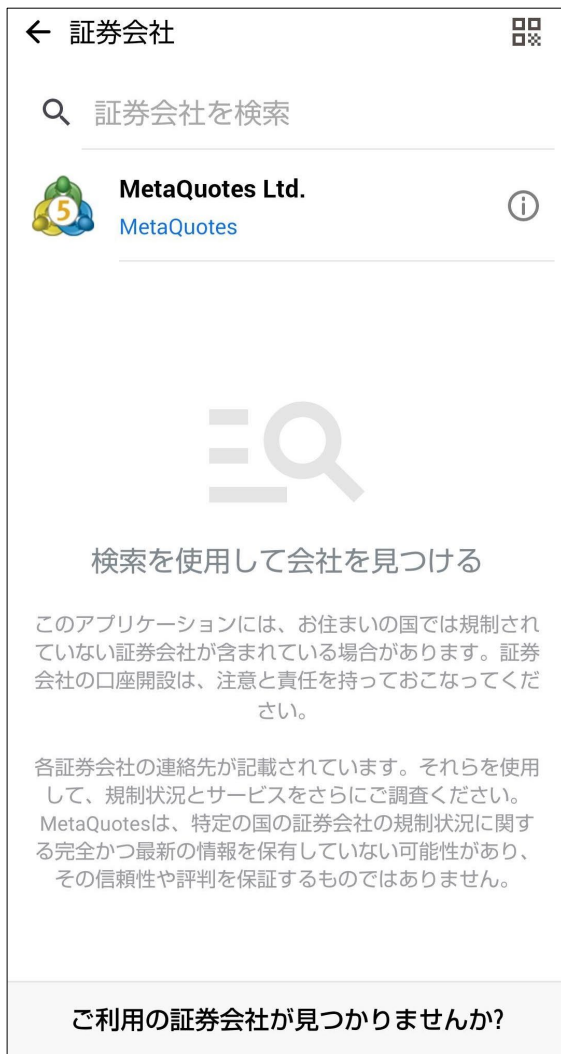 証券会社
証券会社を検索
5
MetaQuotes Ltd.
MetaQuotes
検索を使用して会社を見つける
このアプリケーションには、お住まいの国では規制され
ていない証券会社が含まれている場合があります。証券
会社の口座開設は、注意と責任を持っておこなってくだ
さい。
各証券会社の連絡先が記載されています。それらを使用
して、規制状況とサービスをさらにご調査ください。
MetaQuotesは、特定の国の証券会社の規制状況に関す
る完全かつ最新の情報を保有していない可能性があり、
その信頼性や評判を保証するものではありません。
ご利用の証券会社が見つかりませんか?